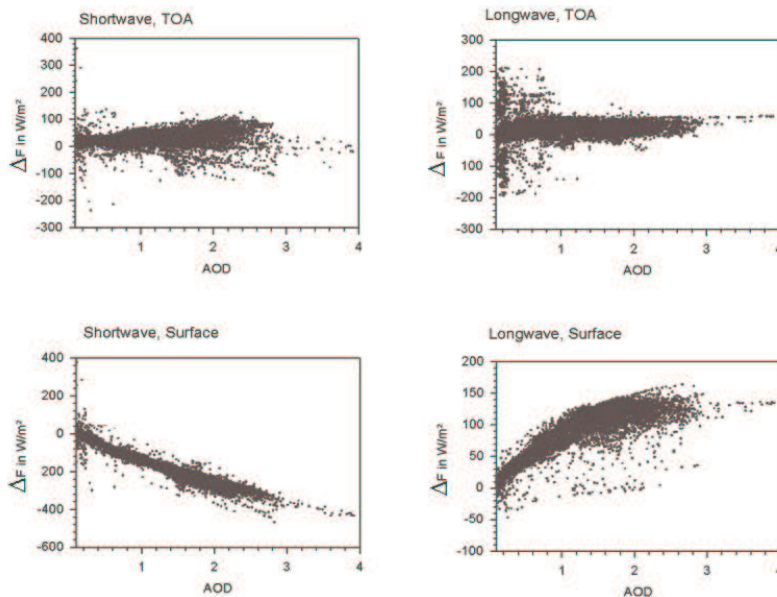 Shortwave, TOA
400
300
200
100
0
-100
-200
-300
ΔF in W/m²
1 2 3 4
AOD
Longwave, TOA
300
200
100
0
-100
-200
-300
ΔF in W/m²
1 2 3 4
AOD
Shortwave, Surface
400
200
0
200
400
-600
ΔF in W/m²
1 2 3 4
AOD
Longwave, Surface
200
150
100
50
0
50
-100
ΔF in W/m²
1 2 3 4
AOD